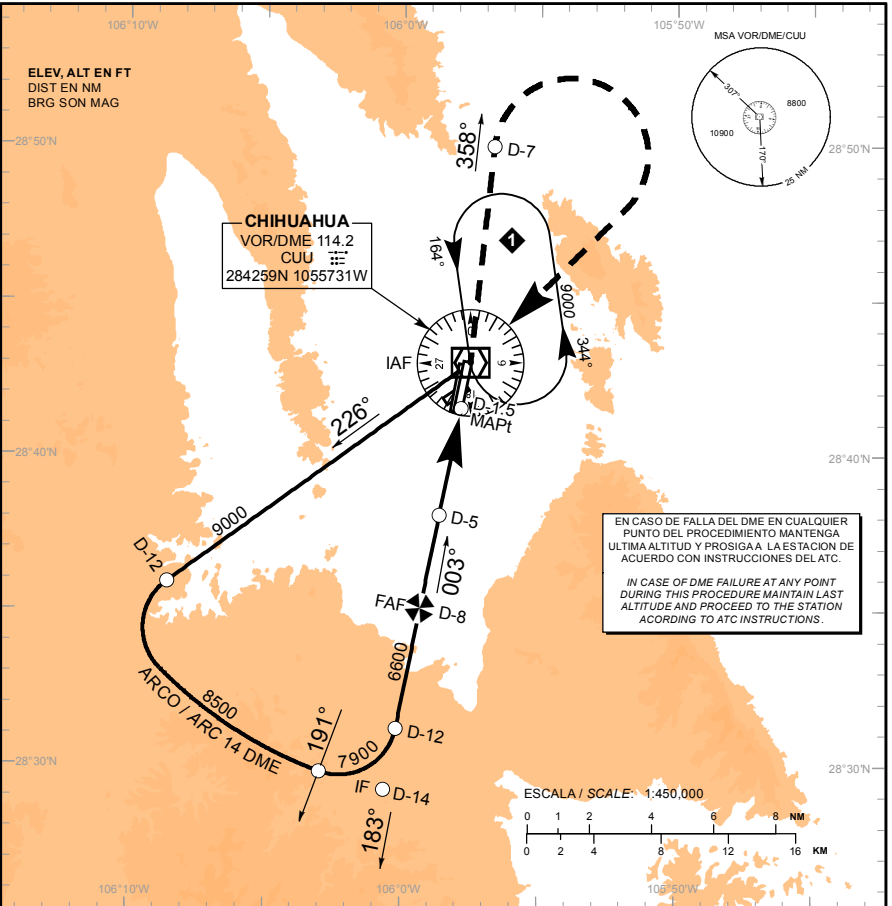 106°10'W
106°0'W
105°50'W
ELEV, ALT EN FT
DIST EN NM
BRG SON MAG
MSA VOR/DME/CUU
307°
8800
10900
170°
25 NM
28°50'N
28°50'N
358°
D-7
CHIHUAHUA
VOR/DME 114.2
CUU
284259N 1055731W
1
164°
9000
344°
IAF
0
27
9
18
D-1.5
MAPt
226°
28°40'N
28°40'N
9000
D-12
D-5
003°
FAF
D-8
6600
EN CASO DE FALLA DEL DME EN CUALQUIER
PUNTO DEL PROCEDIMIENTO MANTENGA
ULTIMA ALTITUD Y PROSIGA A LA ESTACION DE
ACUERDO CON INSTRUCCIONES DEL ATC.
IN CASE OF DME FAILURE AT ANY POINT
DURING THIS PROCEDURE MAINTAIN LAST
ALTITUDE AND PROCEED TO THE STATION
ACORDING TO ATC INSTRUCTIONS.
8500
ARCO / ARC 14 DME
191°
7900
D-12
28°30'N
28°30'N
IF
D-14
183°
ESCALA / SCALE: 1:450,000
0 1 2 4 6 8 NM
0 2 4 8 12 16 KM
106°10'W
106°0'W
105°50'W